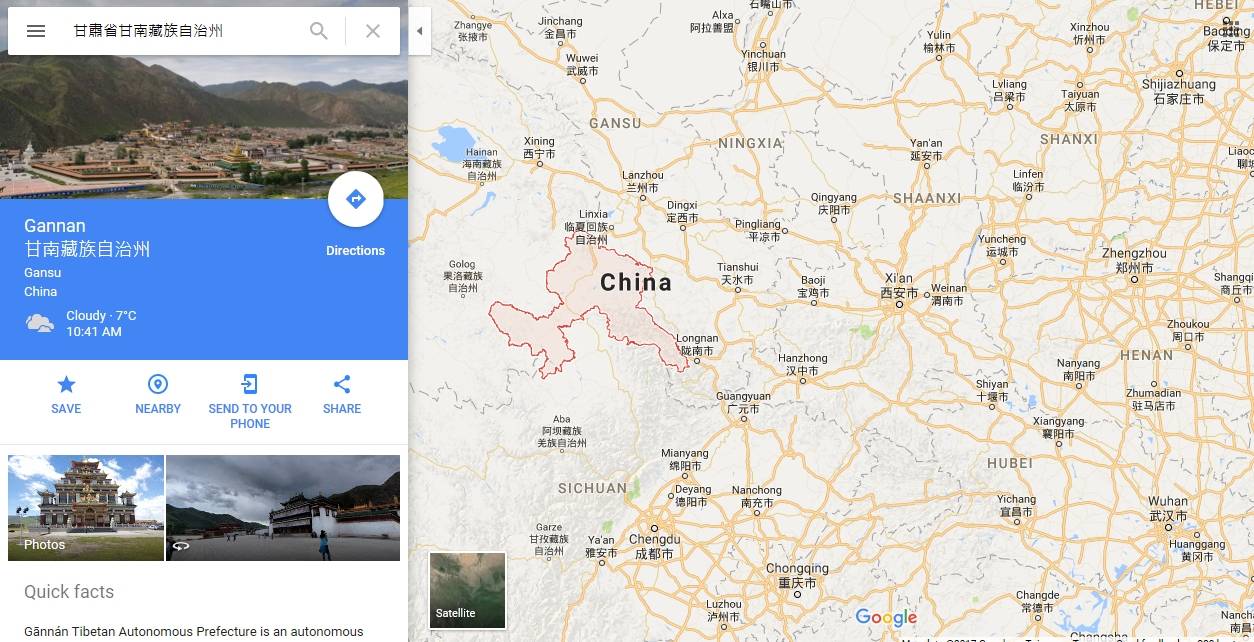 甘肅省甘南藏族自治州
Gannan
甘南藏族自治州
Gansu
China
Cloudy · 7°C
10:41 AM
Directions
SAVE
NEARBY
SEND TO YOUR
PHONE
SHARE
Photos
Quick facts
Gānnán Tibetan Autonomous Prefecture is an autonomous
HEBEI
石嘴山市
Alxa
阿拉善盟
Zhangye
张掖市
Jinchang
金昌市
Wuwei
武威市
Yinchuan
银川市
Yulin
榆林市
Xinzhou
忻州市
Baoding
保定市
Shijiazhuang
石家庄市
Lvliang
吕梁市
Taiyuan
太原市
GANSU
NINGXIA
SHANXI
Xining
西宁市
Hainan
海南藏族
自治州
Yan'an
延安市
Linfen
临汾市
Lanzhou
兰州市
Dingxi
定西市
Qingyang
庆阳市
SHAANXI
Linxia
临夏回族
自治州
Pingliang
平凉市
Yuncheng
运城市
Zhengzhou
郑州市
Golog
果洛藏族
自治州
China
Tianshui
天水市
Baoji
宝鸡市
Xi'an
西安市
Weinan
渭南市
商丘市
Zhoukou
周口市
HENAN
Longnan
陇南市
Hanzhong
汉中市
Nanyang
南阳市
Shiyan
十堰市
Zhumadian
驻马店市
Guangyuan
广元市
Aba
阿坝藏族
羌族自治州
Xiangyang
襄阳市
Mianyang
绵阳市
HUBEI
SICHUAN
Deyang
德阳市
Nanchong
南充市
Yichang
宜昌市
Wuhan
武汉市
Garze
甘孜藏族
自治州
Ya'an
雅安市
Chengdu
成都市
Huanggang
黄冈市
Chongqing
重庆市
Luzhou
泸州市
Changde
常德市
Satellite
Google